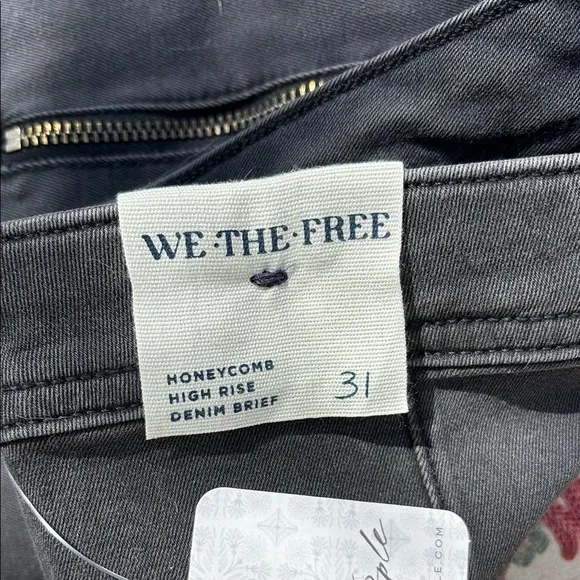 WE·THE·FREE
HONEYCOMB
HIGH RISE
DENIM BRIEF
31